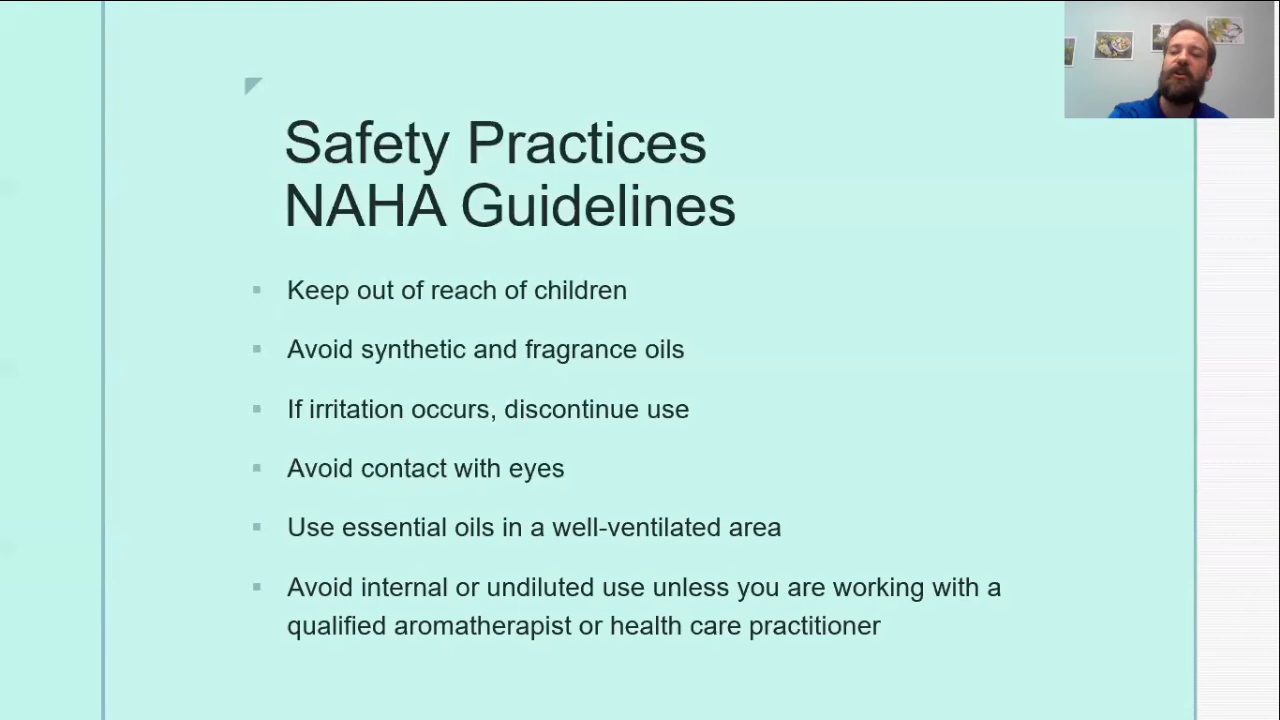 Safety Practices
NAHA Guidelines
Keep out of reach of children
Avoid synthetic and fragrance oils
If irritation occurs, discontinue use
Avoid contact with eyes
Use essential oils in a well-ventilated area
Avoid internal or undiluted use unless you are working with a
qualified aromatherapist or health care practitioner